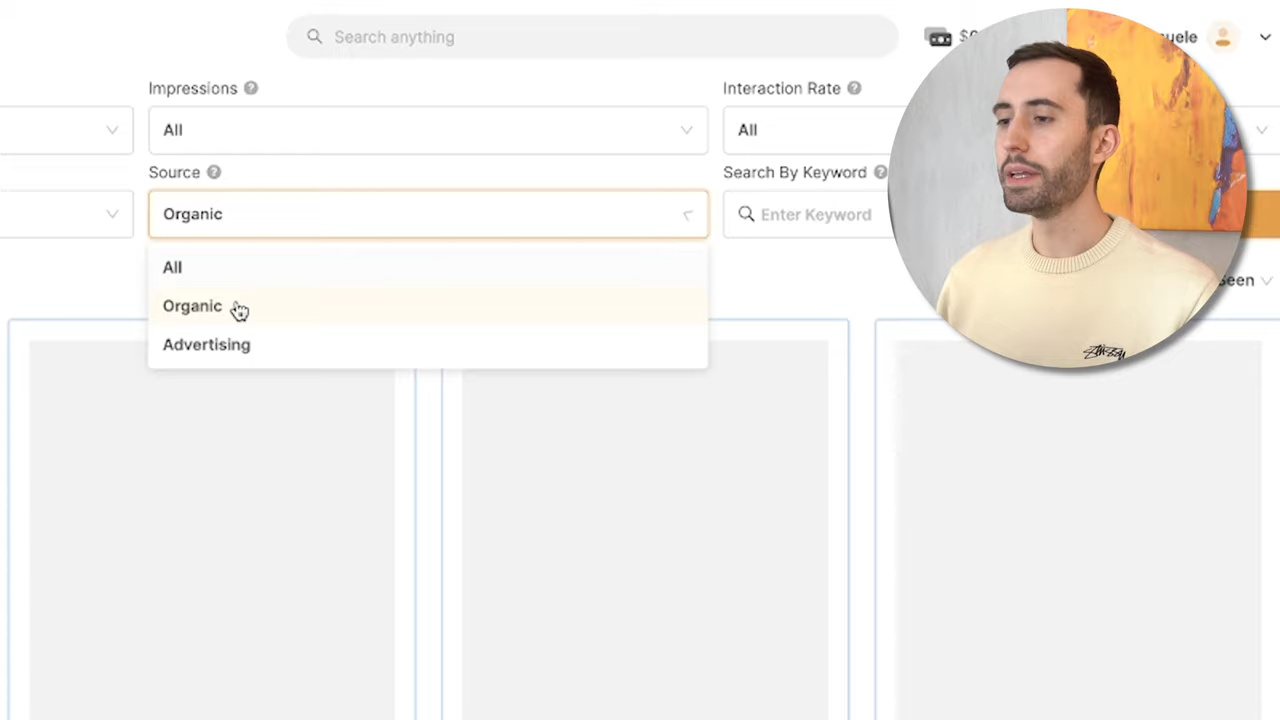 Search anything
Impressions
Interaction Rate
All
All
Source
Search By Keyword
Organic
Enter Keyword
All
Organic
Advertising